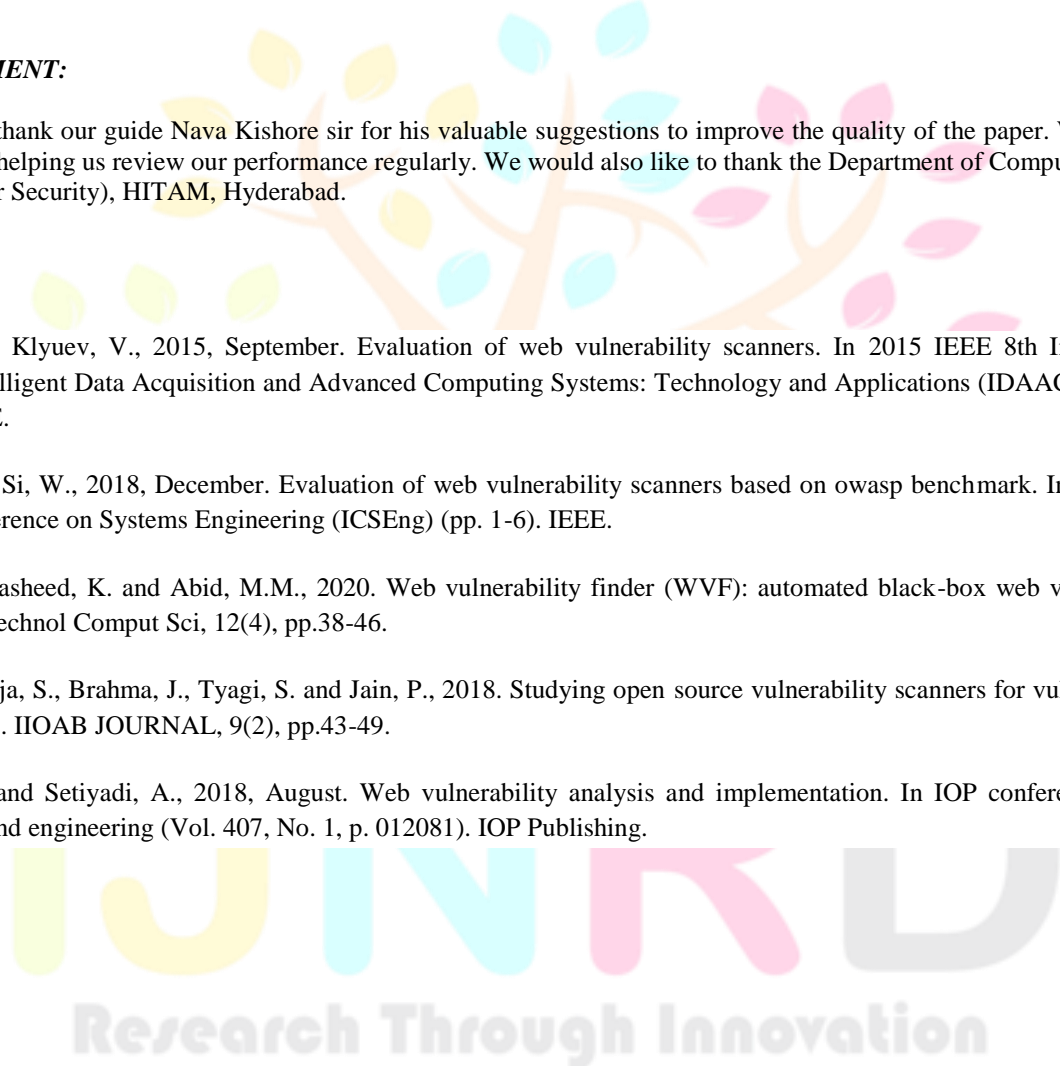 MENT:
thank our guide Nava Kishore sir for his valuable suggestions to improve the quality of the paper.
helping us review our performance regularly. We would also like to thank the Department of Compu
r Security), HITAM, Hyderabad.
Klyuev, V., 2015, September. Evaluation of web vulnerability scanners. In 2015 IEEE 8th I
lligent Data Acquisition and Advanced Computing Systems: Technology and Applications (IDAAC
E.
Si, W., 2018, December. Evaluation of web vulnerability scanners based on owasp benchmark. In
erence on Systems Engineering (ICSEng) (pp. 1-6). IEEE.
asheed, K. and Abid, M.M., 2020. Web vulnerability finder (WVF): automated black-box web v
echnol Comput Sci, 12(4), pp.38-46.
ja, S., Brahma, J., Tyagi, S. and Jain, P., 2018. Studying open source vulnerability scanners for vul
. IIOAB JOURNAL, 9(2), pp.43-49.
and Setiyadi, A., 2018, August. Web vulnerability analysis and implementation. In IOP confere
nd engineering (Vol. 407, No. 1, p. 012081). IOP Publishing.
IJNRD
Research Through Innovation